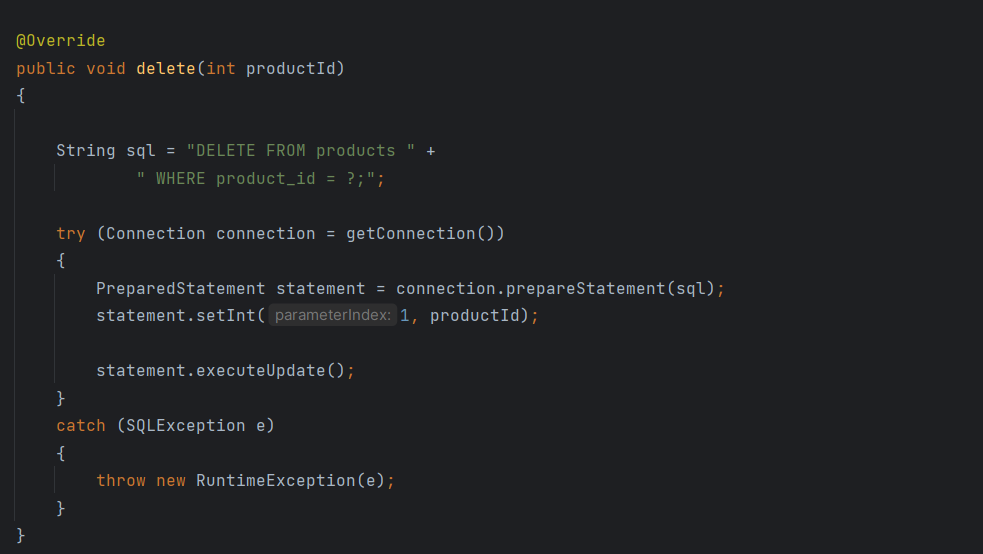 @Override
public void delete(int productId)
{
String sql = "DELETE FROM products " +
" WHERE product_id = ?;";
try (Connection connection = getConnection())
{
PreparedStatement statement = connection.prepareStatement(sql);
statement.setInt( parameterIndex: 1, productId);
statement.executeUpdate();
}
catch (SQLException e)
{
throw new RuntimeException(e);
}
}